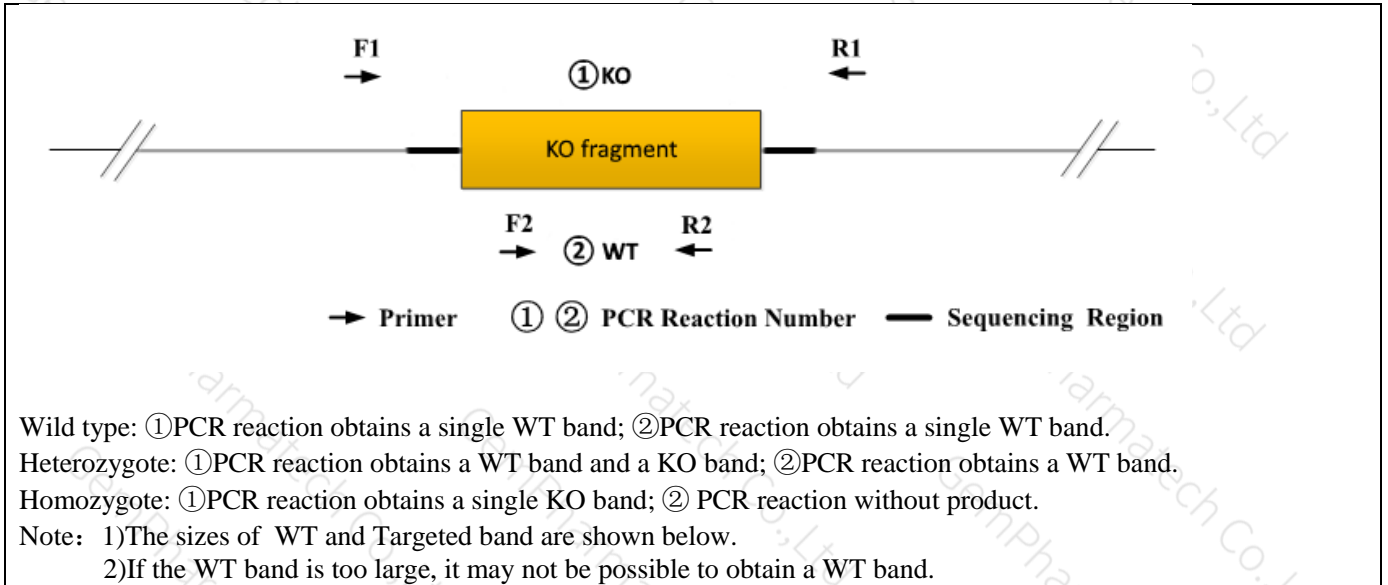 F1
R1
①KO
KO fragment
F2
R2
② WT
Primer ① ② PCR Reaction Number Sequencing Region
Wild type: ①PCR reaction obtains a single WT band; ②PCR reaction obtains a single WT band.
Heterozygote: ①PCR reaction obtains a WT band and a KO band; ②PCR reaction obtains a WT band.
Homozygote: ①PCR reaction obtains a single KO band; ② PCR reaction without product.
Note： 1)The sizes of WT and Targeted band are shown below.
2)If the WT band is too large, it may not be possible to obtain a WT band.